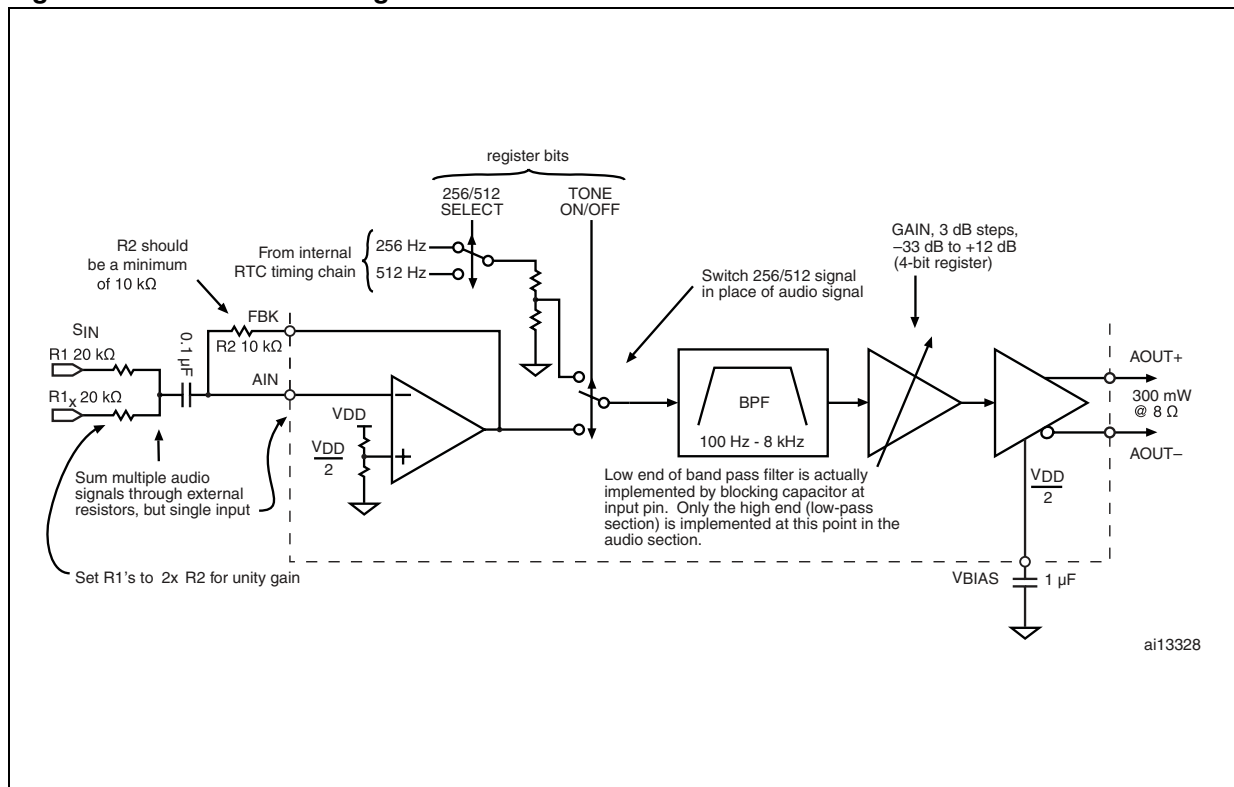 register bits
256/512
SELECT
TONE
ON/OFF
From internal
RTC timing chain
256 Hz
512 Hz
R2 should
be a minimum
of 10 kΩ
GAIN, 3 dB steps,
–33 dB to +12 dB
(4-bit register)
Switch 256/512 signal
in place of audio signal
SIN
R1 20 kΩ
R1x 20 kΩ
0.1 µF
FBK
R2 10 kΩ
AIN
VDD
VDD
2
–
+
BPF
100 Hz - 8 kHz
AOUT+
300 mW
@ 8 Ω
AOUT–
Sum multiple audio
signals through external
resistors, but single input
Low end of band pass filter is actually
implemented by blocking capacitor at
input pin. Only the high end (low-pass
section) is implemented at this point in the
audio section.
VDD
2
Set R1's to 2x R2 for unity gain
VBIAS
1 µF
ai13328